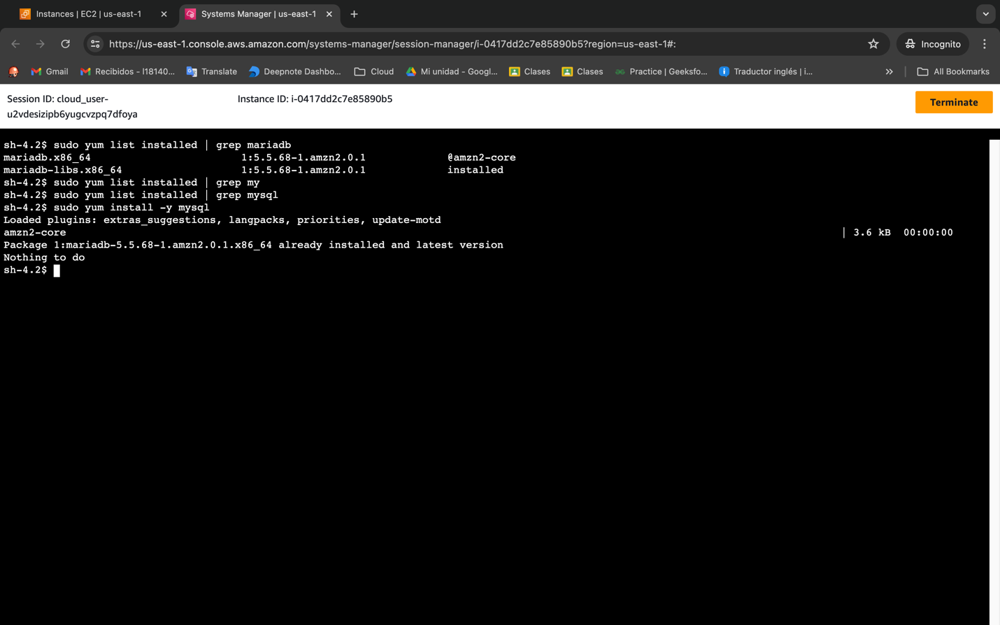 Instances | EC2 | us-east-1
Systems Manager | us-east-1
https://us-east-1.console.aws.amazon.com/systems-manager/session-manager/i-0417dd2c7e85890b5?region=us-east-1#:
Incognito
Gmail
Recibidos - l18140...
Translate
Deepnote Dashbo...
Cloud
Mi unidad - Googl...
Clases
Clases
Practice | Geeksfo...
Traductor inglés | i...
All Bookmarks
Session ID: cloud_user-
u2vdesizipb6yugcvzpq7dfoya
Instance ID: i-0417dd2c7e85890b5
Terminate
sh-4.2$ sudo yum list installed | grep mariadb
mariadb.x86_64 1:5.5.68-1.amzn2.0.1 @amzn2-core
mariadb-libs.x86_64 1:5.5.68-1.amzn2.0.1 installed
sh-4.2$ sudo yum list installed | grep my
sh-4.2$ sudo yum list installed | grep mysql
sh-4.2$ sudo yum install -y mysql
Loaded plugins: extras_suggestions, langpacks, priorities, update-motd
amzn2-core | 3.6 kB 00:00:00
Package 1:mariadb-5.5.68-1.amzn2.0.1.x86_64 already installed and latest version
Nothing to do
sh-4.2$